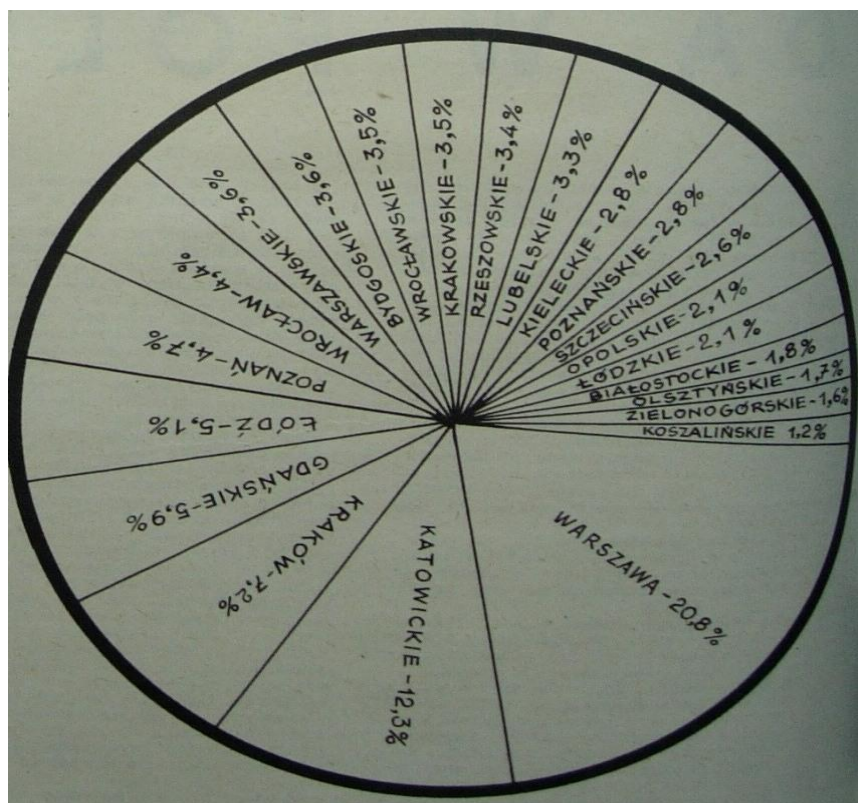 WARSZAWA - 20,8%
KATOWICKIE - 12,3%
KRAKÓW - 7,2%
GDAŃSKIE - 5,9%
ŁÓDŹ - 5,1%
POZNAŃ - 4,7%
WROCŁAW - 4,4%
WARSZAWSKIE - 3,6%
BYDGOSKIE - 3,6%
WROCŁAWSKIE - 3,5%
KRAKOWSKIE - 3,5%
RZESZOWSKIE - 3,4%
LUBELSKIE - 3,3%
KIELECKIE - 2,8%
POZNAŃSKIE - 2,8%
SZCZECIŃSKIE - 2,6%
OPOLSKIE - 2,1%
ŁÓDZKIE - 2,1%
BIAŁOSTOCKIE - 1,8%
OLSZTYŃSKIE - 1,7%
ZIELONOGÓRSKIE - 1,6%
KOSZALIŃSKIE 1,2%